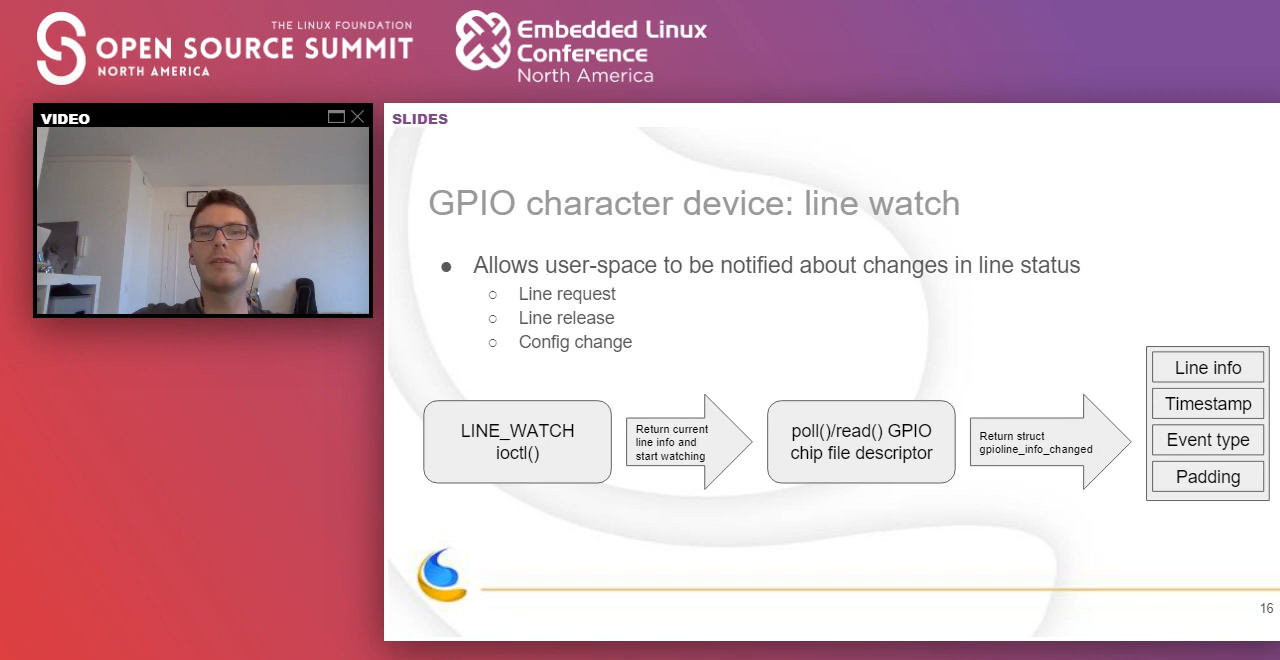 THE LINUX FOUNDATION
OPEN SOURCE SUMMIT
NORTH AMERICA
Embedded Linux
Conference
North America
VIDEO
SLIDES
GPIO character device: line watch
● Allows user-space to be notified about changes in line status
○ Line request
○ Line release
○ Config change
LINE_WATCH
ioctl()
Return current
line info and
start watching
poll()/read() GPIO
chip file descriptor
Return struct
gpioline_info_changed
Line info
Timestamp
Event type
Padding
16